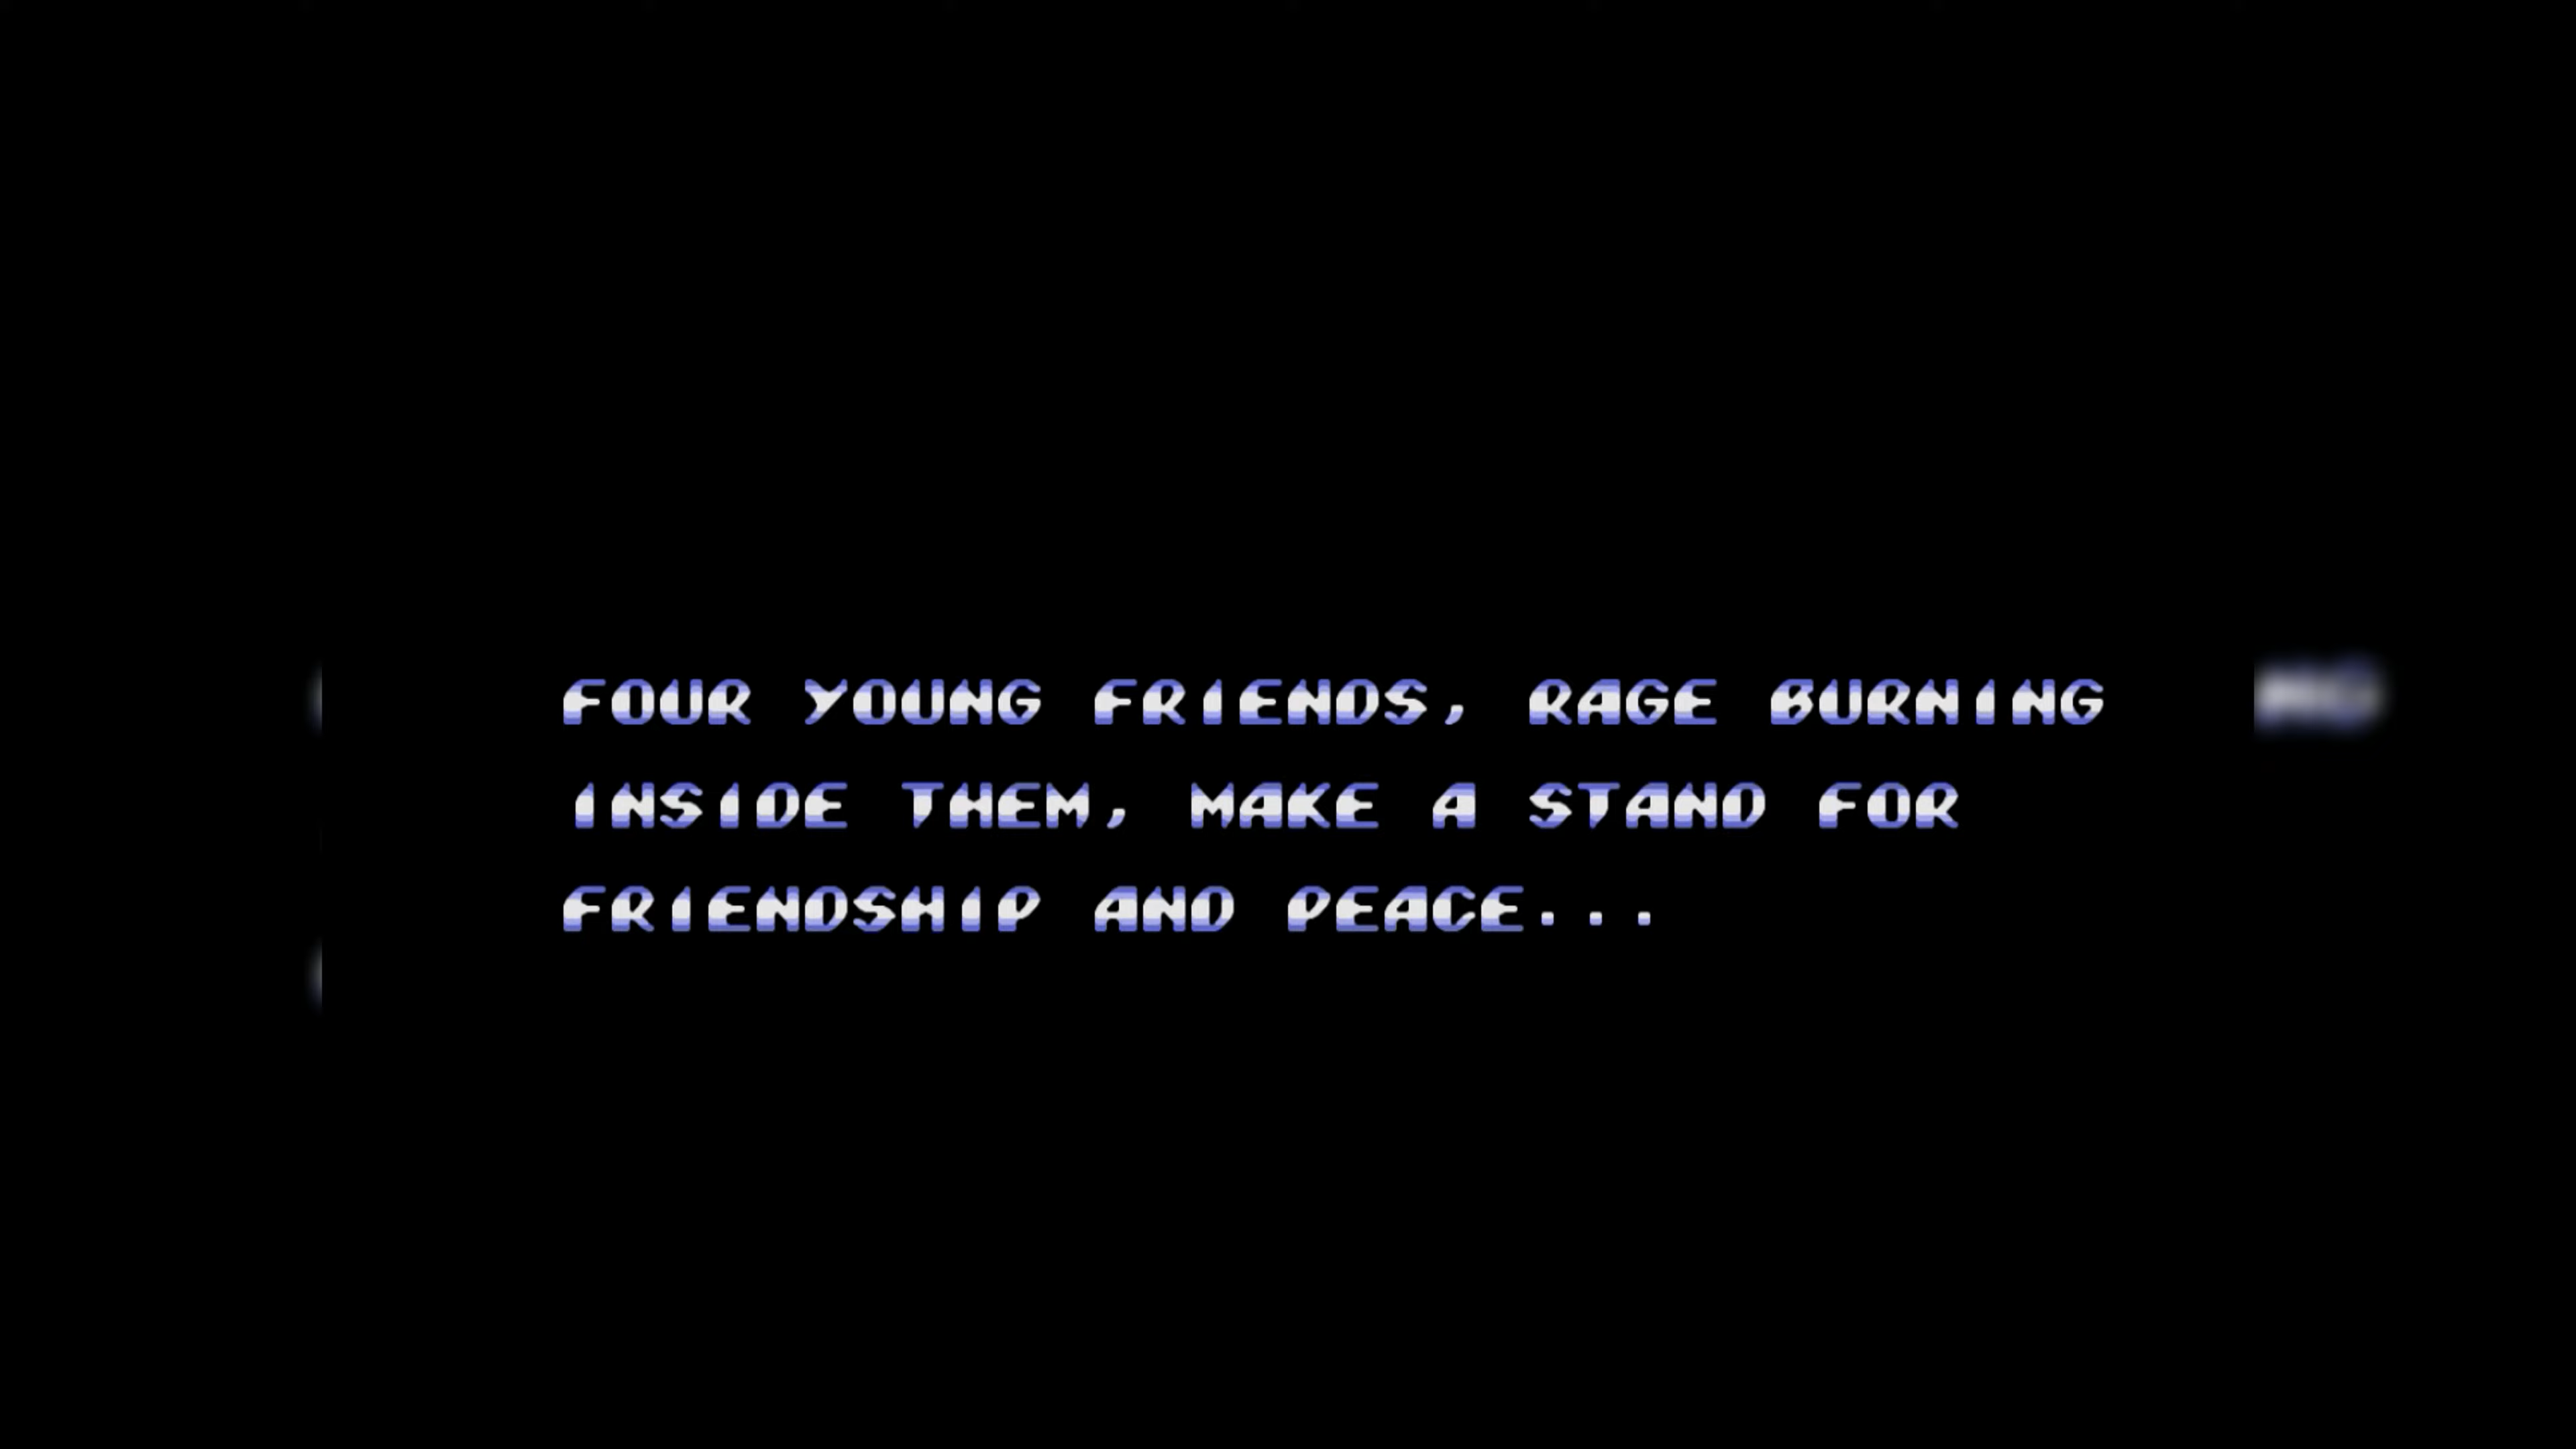 FOUR YOUNG FRIENDS, RAGE BURNING
INSIDE THEM, MAKE A STAND FOR
FRIENDSHIP AND PEACE...